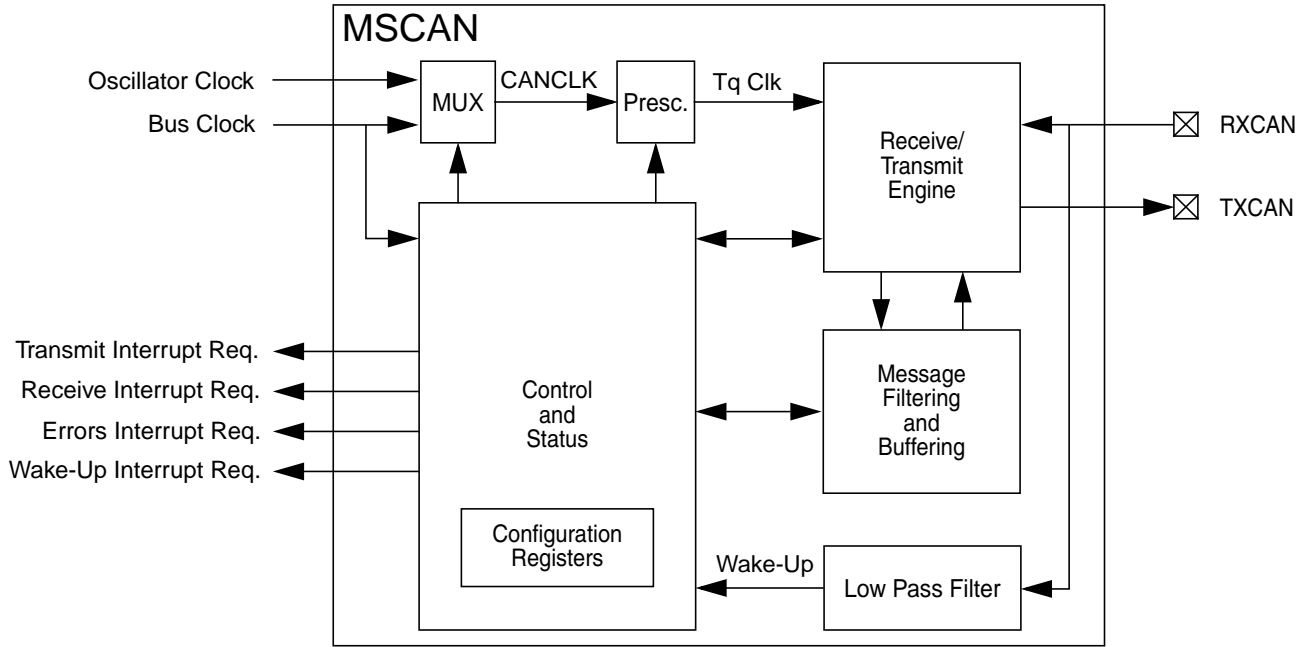 MSCAN
Oscillator Clock
Bus Clock
MUX
CANCLK
Presc.
Tq Clk
Receive/
Transmit
Engine
RXCAN
TXCAN
Transmit Interrupt Req.
Receive Interrupt Req.
Errors Interrupt Req.
Wake-Up Interrupt Req.
Control
and
Status
Message
Filtering
and
Buffering
Configuration
Registers
Wake-Up
Low Pass Filter